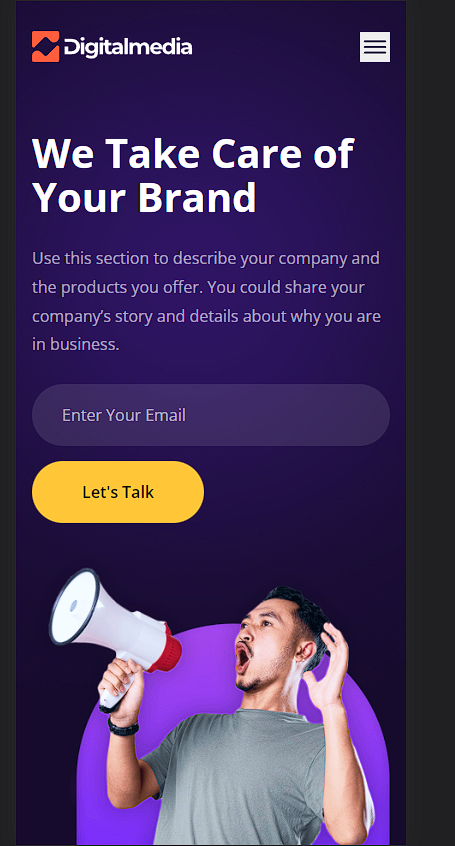 Digitalmedia
We Take Care of
Your Brand
Use this section to describe your company and
the products you offer. You could share your
company’s story and details about why you are
in business.
Enter Your Email
Let's Talk